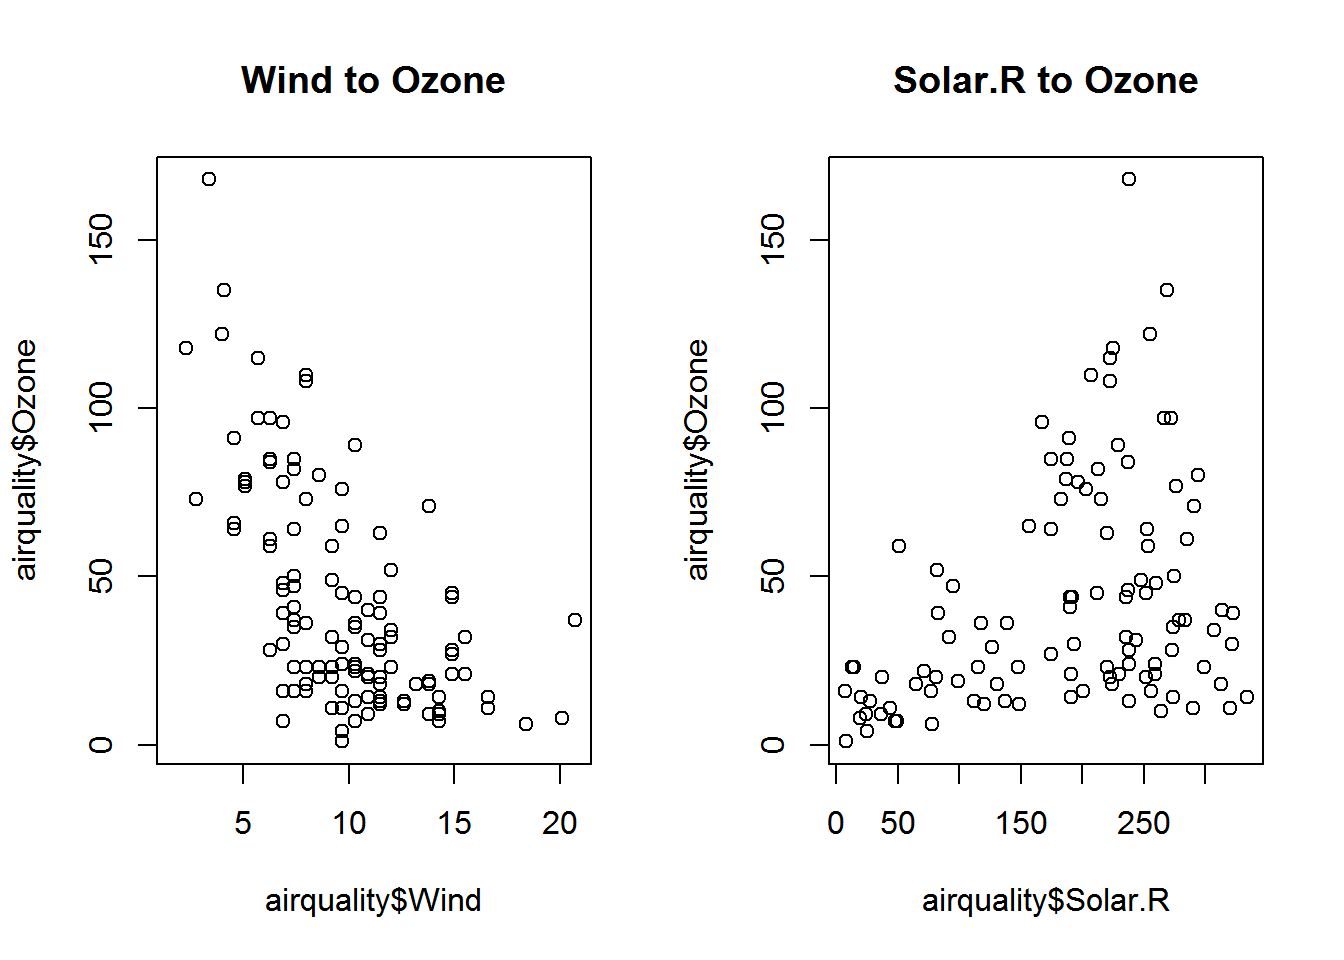 Wind to Ozone
airquality$Ozone
150
100
50
0
5 10 15 20
airquality$Wind
Solar.R to Ozone
airquality$Ozone
150
100
50
0
0 50 150 250
airquality$Solar.R